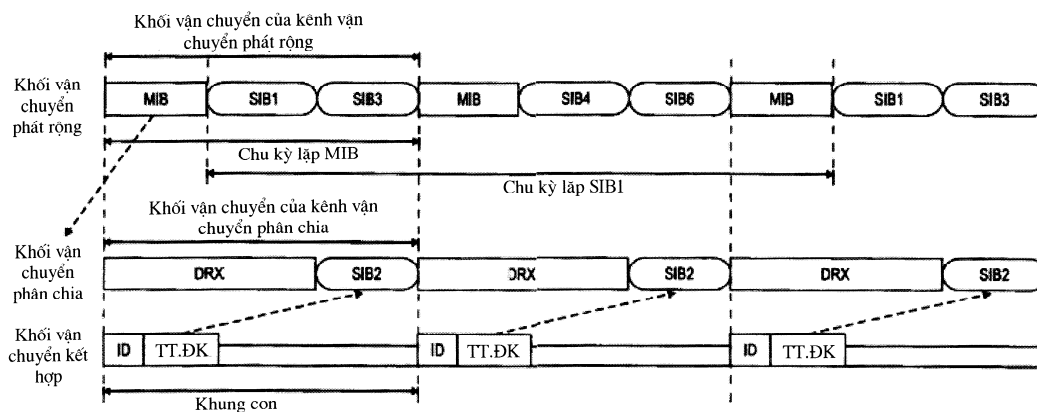 Khối vận chuyển của kênh vận
chuyển phát rộng
Khối vận
chuyển
phát rộng
MIB SIB1 SIB3 MIB SIB4 SIB6 MIB SIB1 SIB3
Chu kỳ lặp MIB
Chu kỳ lặp SIB1
Khối vận chuyển của kênh vận
chuyển phân chia
Khối vận
chuyển
phân chia
DRX SIB2 DRX SIB2 DRX SIB2
Khối vận
chuyển kết
hợp
ID TT.ĐK ID TT.ĐK ID TT.ĐK
Khung con